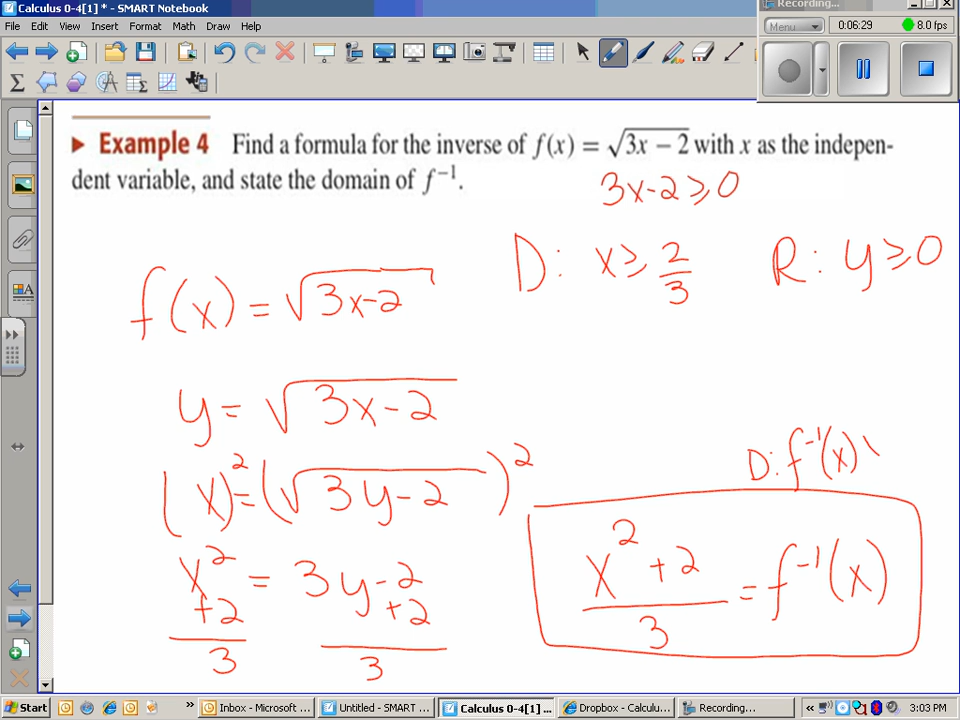 Calculus 0-4[1] * - SMART Notebook
Recording...
File Edit View Insert Format Math Draw Help
Menu 0:06:29 8.0 fps
Example 4 Find a formula for the inverse of f(x) = √3x − 2 with x as the indepen-
dent variable, and state the domain of f⁻¹.
3x-2≥0
D: x≥ 2/3 R: y≥0
f(x) = √3x-2
y = √3x-2
(x)² = (√3y-2)²
D: f⁻¹(x)
x² = 3y-2
+2 +2
3 3
x²+2 / 3 = f⁻¹(x)
Start Inbox - Microsoft ... Untitled - SMART ... Calculus 0-4[1] ... Dropbox - Calculu... Recording... 3:03 PM